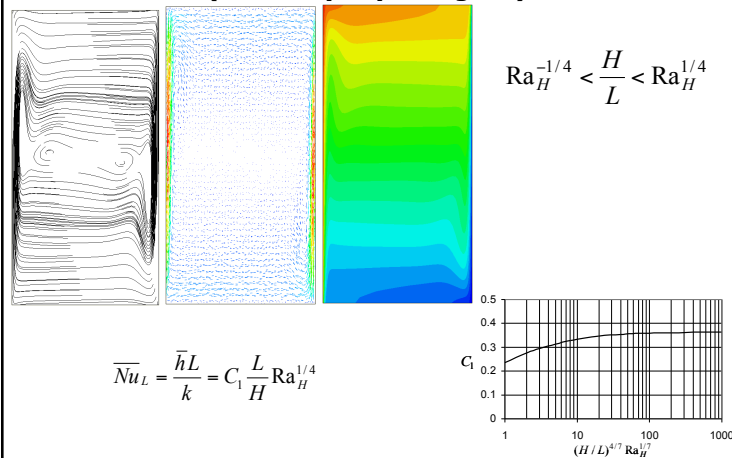 Ra_H^{-1/4} < H/L < Ra_H^{1/4}
\overline{Nu}_L = \overline{h}L/k = C_1 L/H Ra_H^{1/4}
0.5
0.4
0.3
0.2
0.1
0
C_1
1 10 100 1000
(H / L)^{4/7} Ra_H^{1/7}